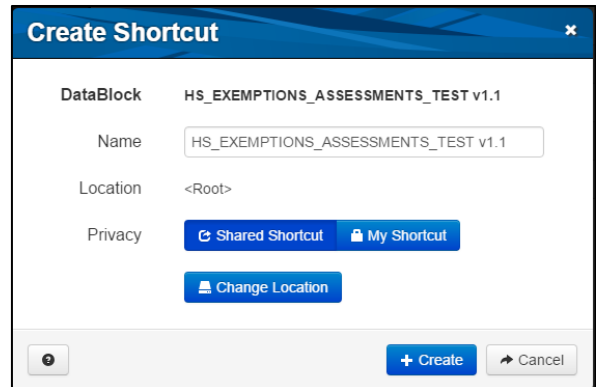 Create Shortcut
DataBlock HS_EXEMPTIONS_ASSESSMENTS_TEST v1.1
Name HS_EXEMPTIONS_ASSESSMENTS_TEST v1.1
Location <Root>
Privacy Shared Shortcut My Shortcut
Change Location
Create Cancel